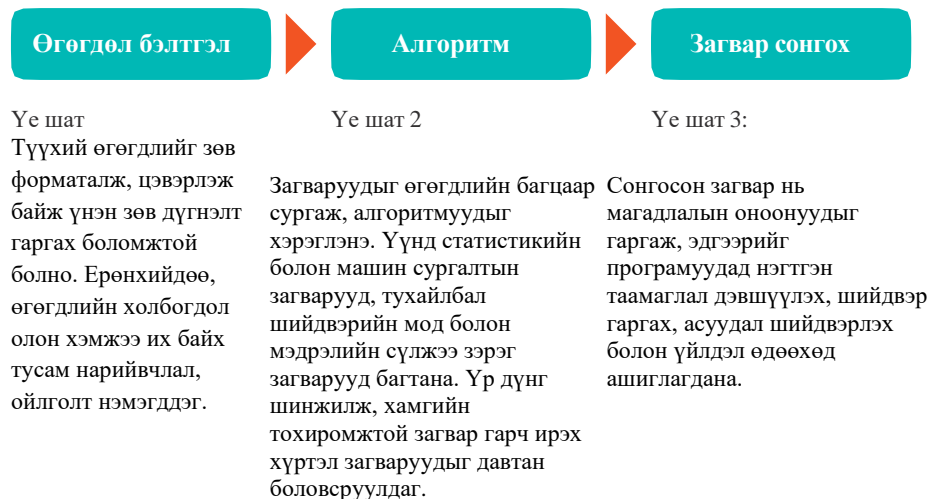 Өгөгдөл бэлтгэл
Алгоритм
Загвар сонгох
Үе шат
Түүхий өгөгдлийг зөв
форматалж, цэвэрлэж
байж үнэн зөв дүгнэлт
гаргах боломжтой
болно. Ерөнхийдөө,
өгөгдлийн холбогдол
олон хэмжээ их байх
тусам нарийвчлал,
ойлголт нэмэгддэг.
Үе шат 2
Загваруудыг өгөгдлийн багцаар
сургаж, алгоритмуудыг
хэрэглэнэ. Үүнд статистикийн
болон машин сургалтын
загварууд, тухайлбал
шийдвэрийн мод болон
мэдрэлийн сүлжээ зэрэг
загварууд багтана. Үр дүнг
шинжилж, хамгийн
тохиромжтой загвар гарч ирэх
хүртэл загваруудыг давтан
боловсруулдаг.
Үе шат 3:
Сонгосон загвар нь
магадлалын оноонуудыг
гаргаж, эдгээрийг
програмуудад нэгтгэн
таамаглал дэвшүүлэх, шийдвэр
гаргах, асуудал шийдвэрлэх
болон үйлдэл өдөөхөд
ашиглагдана.